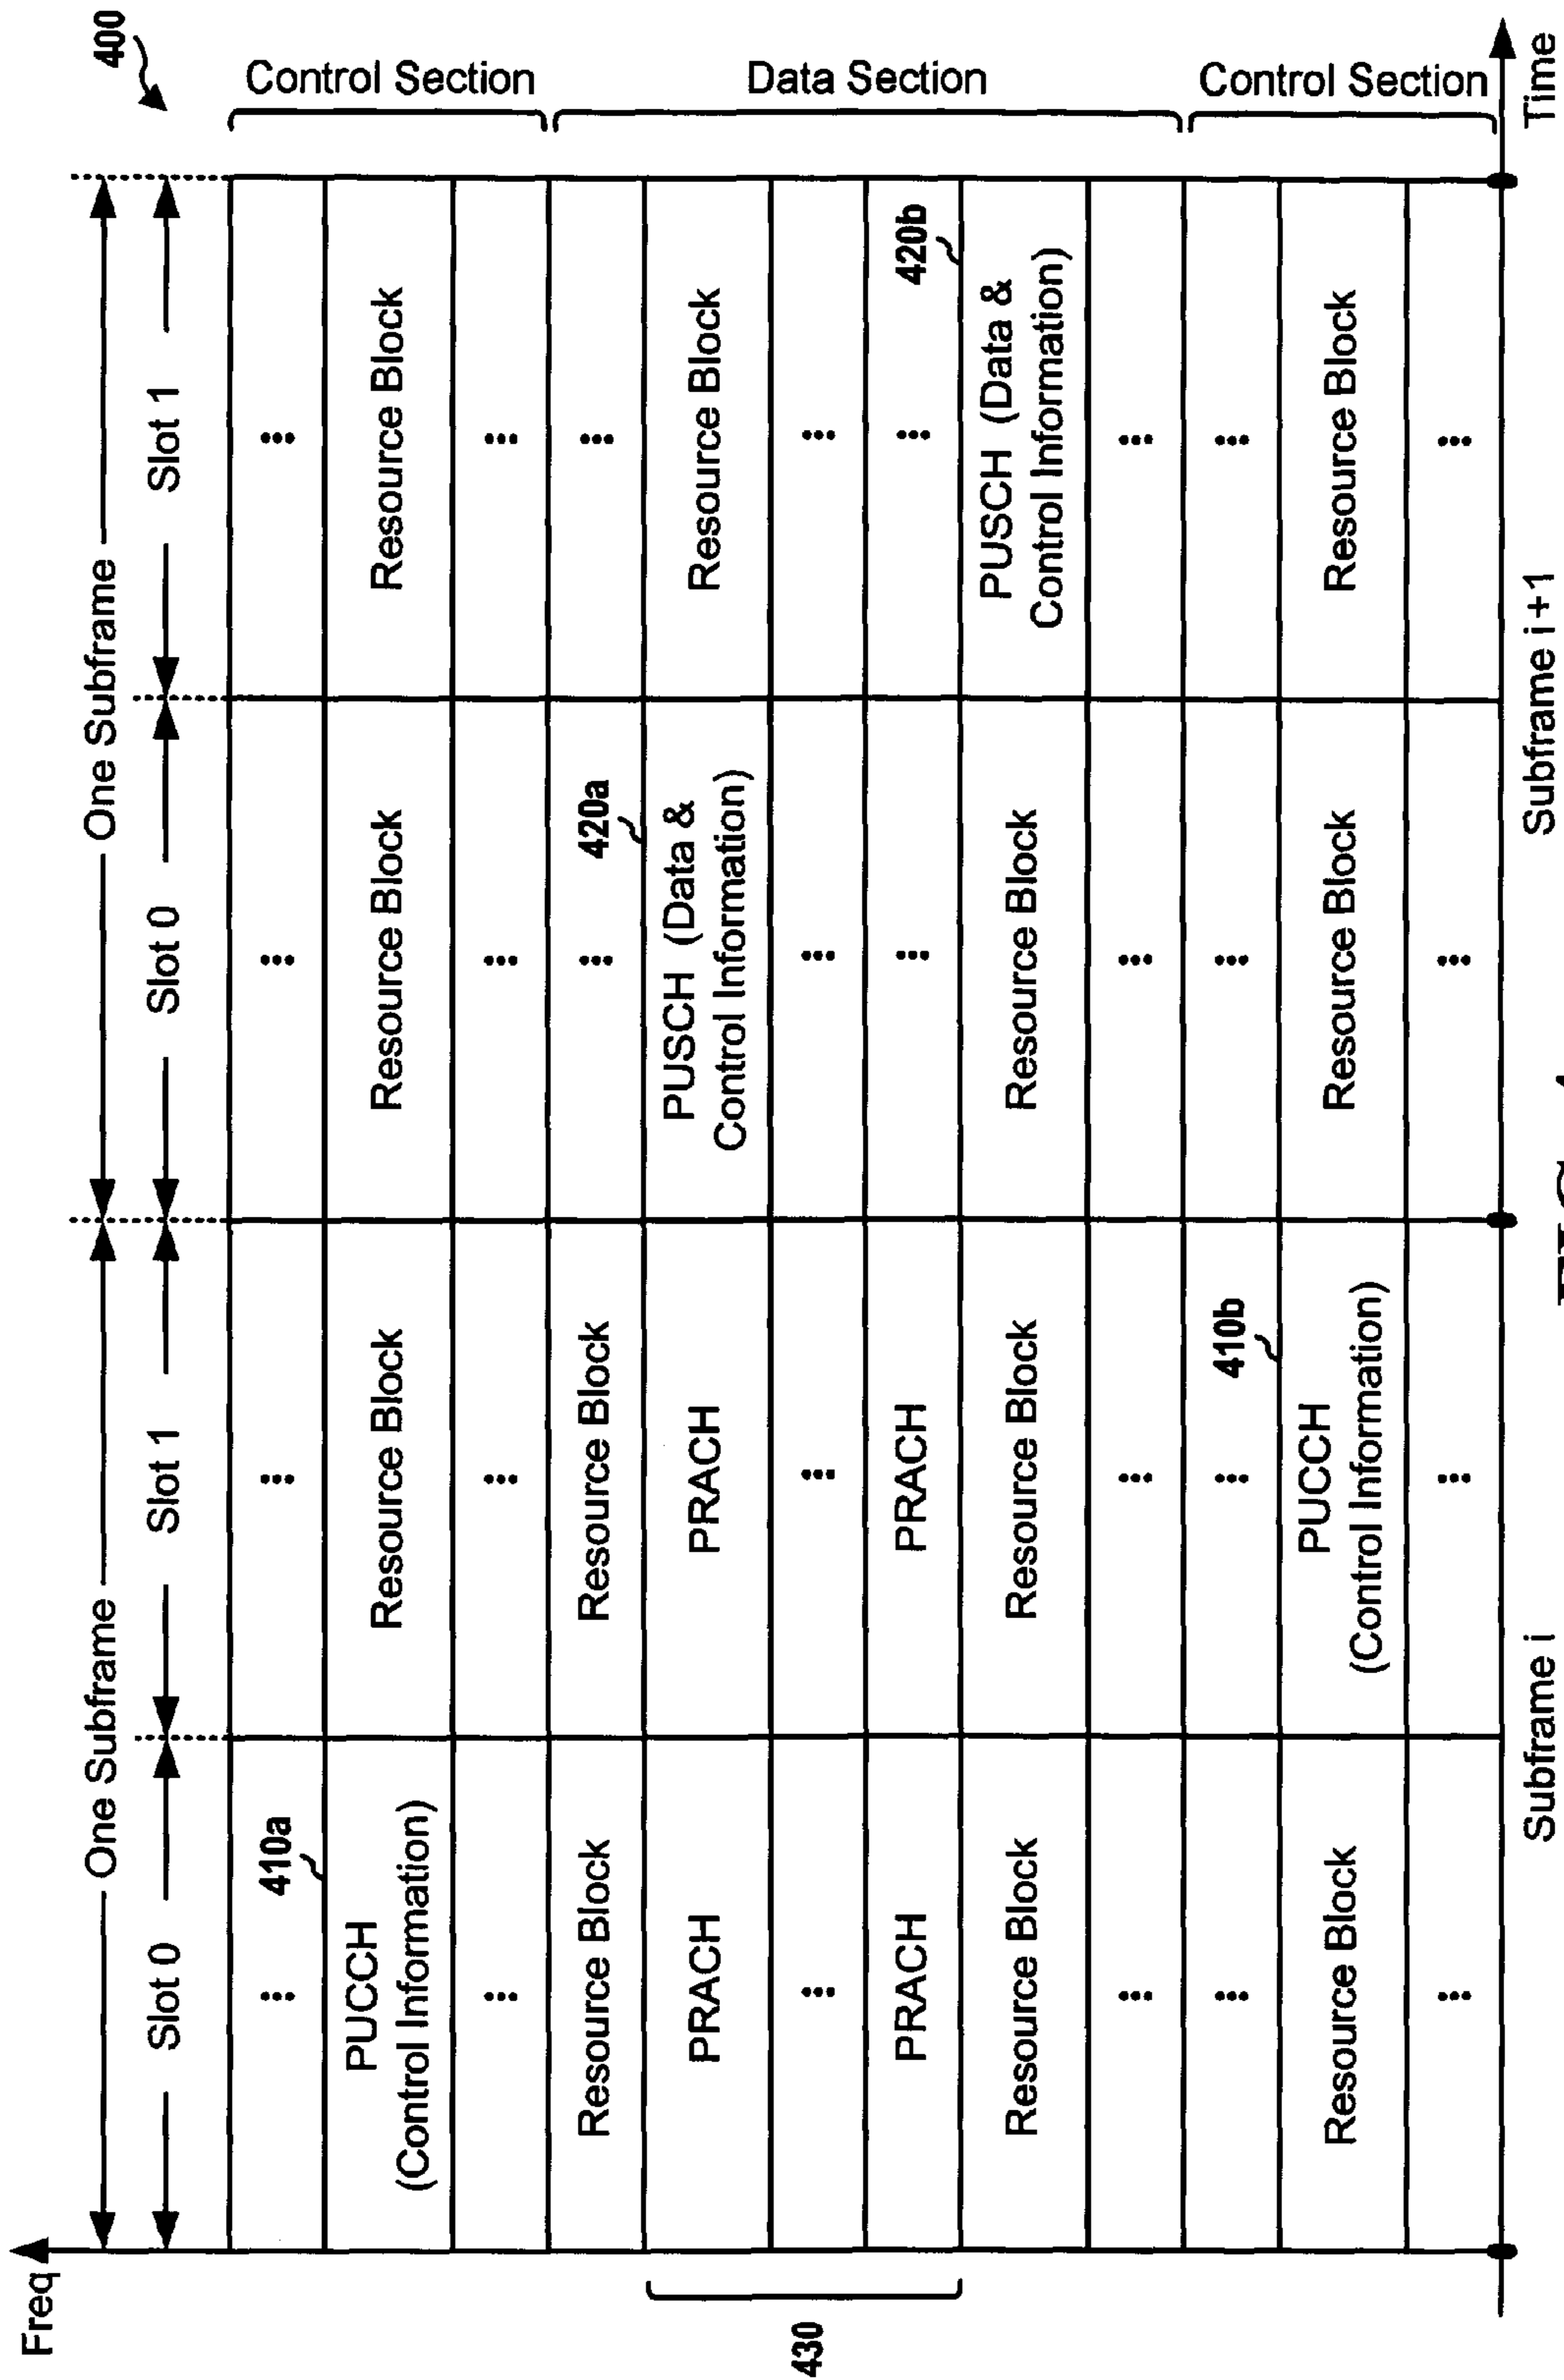 400
Freq
One Subframe
One Subframe
Slot 0
Slot 1
Slot 0
Slot 1
410a
PUCCH
(Control Information)
Resource Block
Resource Block
Resource Block
Control Section
Resource Block
Resource Block
420a
430
PRACH
PRACH
PUSCH (Data &
Control Information)
Resource Block
Data Section
PRACH
PRACH
420b
Resource Block
Resource Block
Resource Block
PUSCH (Data &
Control Information)
410b
Resource Block
PUCCH
(Control Information)
Resource Block
Resource Block
Control Section
Subframe i
Subframe i+1
Time